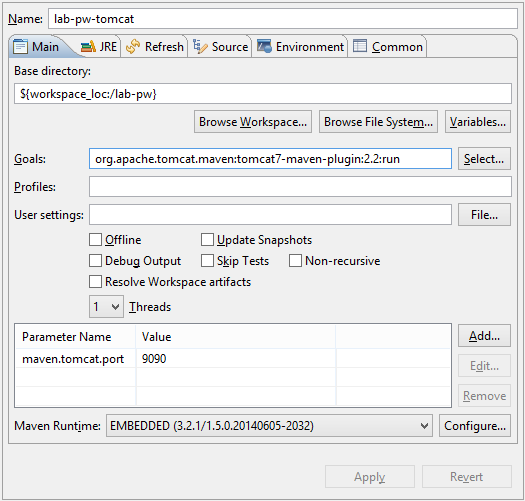 Name: lab-pw-tomcat
Main JRE Refresh Source Environment Common
Base directory:
${workspace_loc:/lab-pw}
Browse Workspace... Browse File System... Variables...
Goals: org.apache.tomcat.maven:tomcat7-maven-plugin:2.2:run Select...
Profiles:
User settings: File...
Offline Update Snapshots
Debug Output Skip Tests Non-recursive
Resolve Workspace artifacts
1 Threads
Parameter Name Value Add...
maven.tomcat.port 9090
Edit...
Remove
Maven Runtime: EMBEDDED (3.2.1/1.5.0.20140605-2032) Configure...
Apply Revert